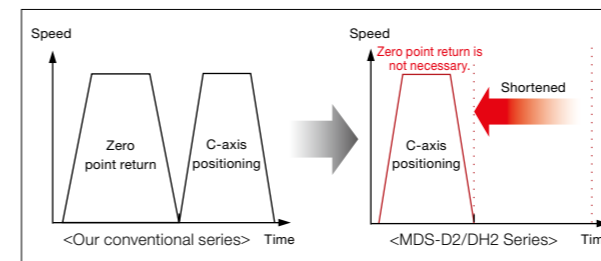 Speed
Zero
point return
C-axis
positioning
<Our conventional series>
Time
Speed
Zero point return is
not necessary.
Shortened
C-axis
positioning
<MDS-D2/DH2 Series>
Tim